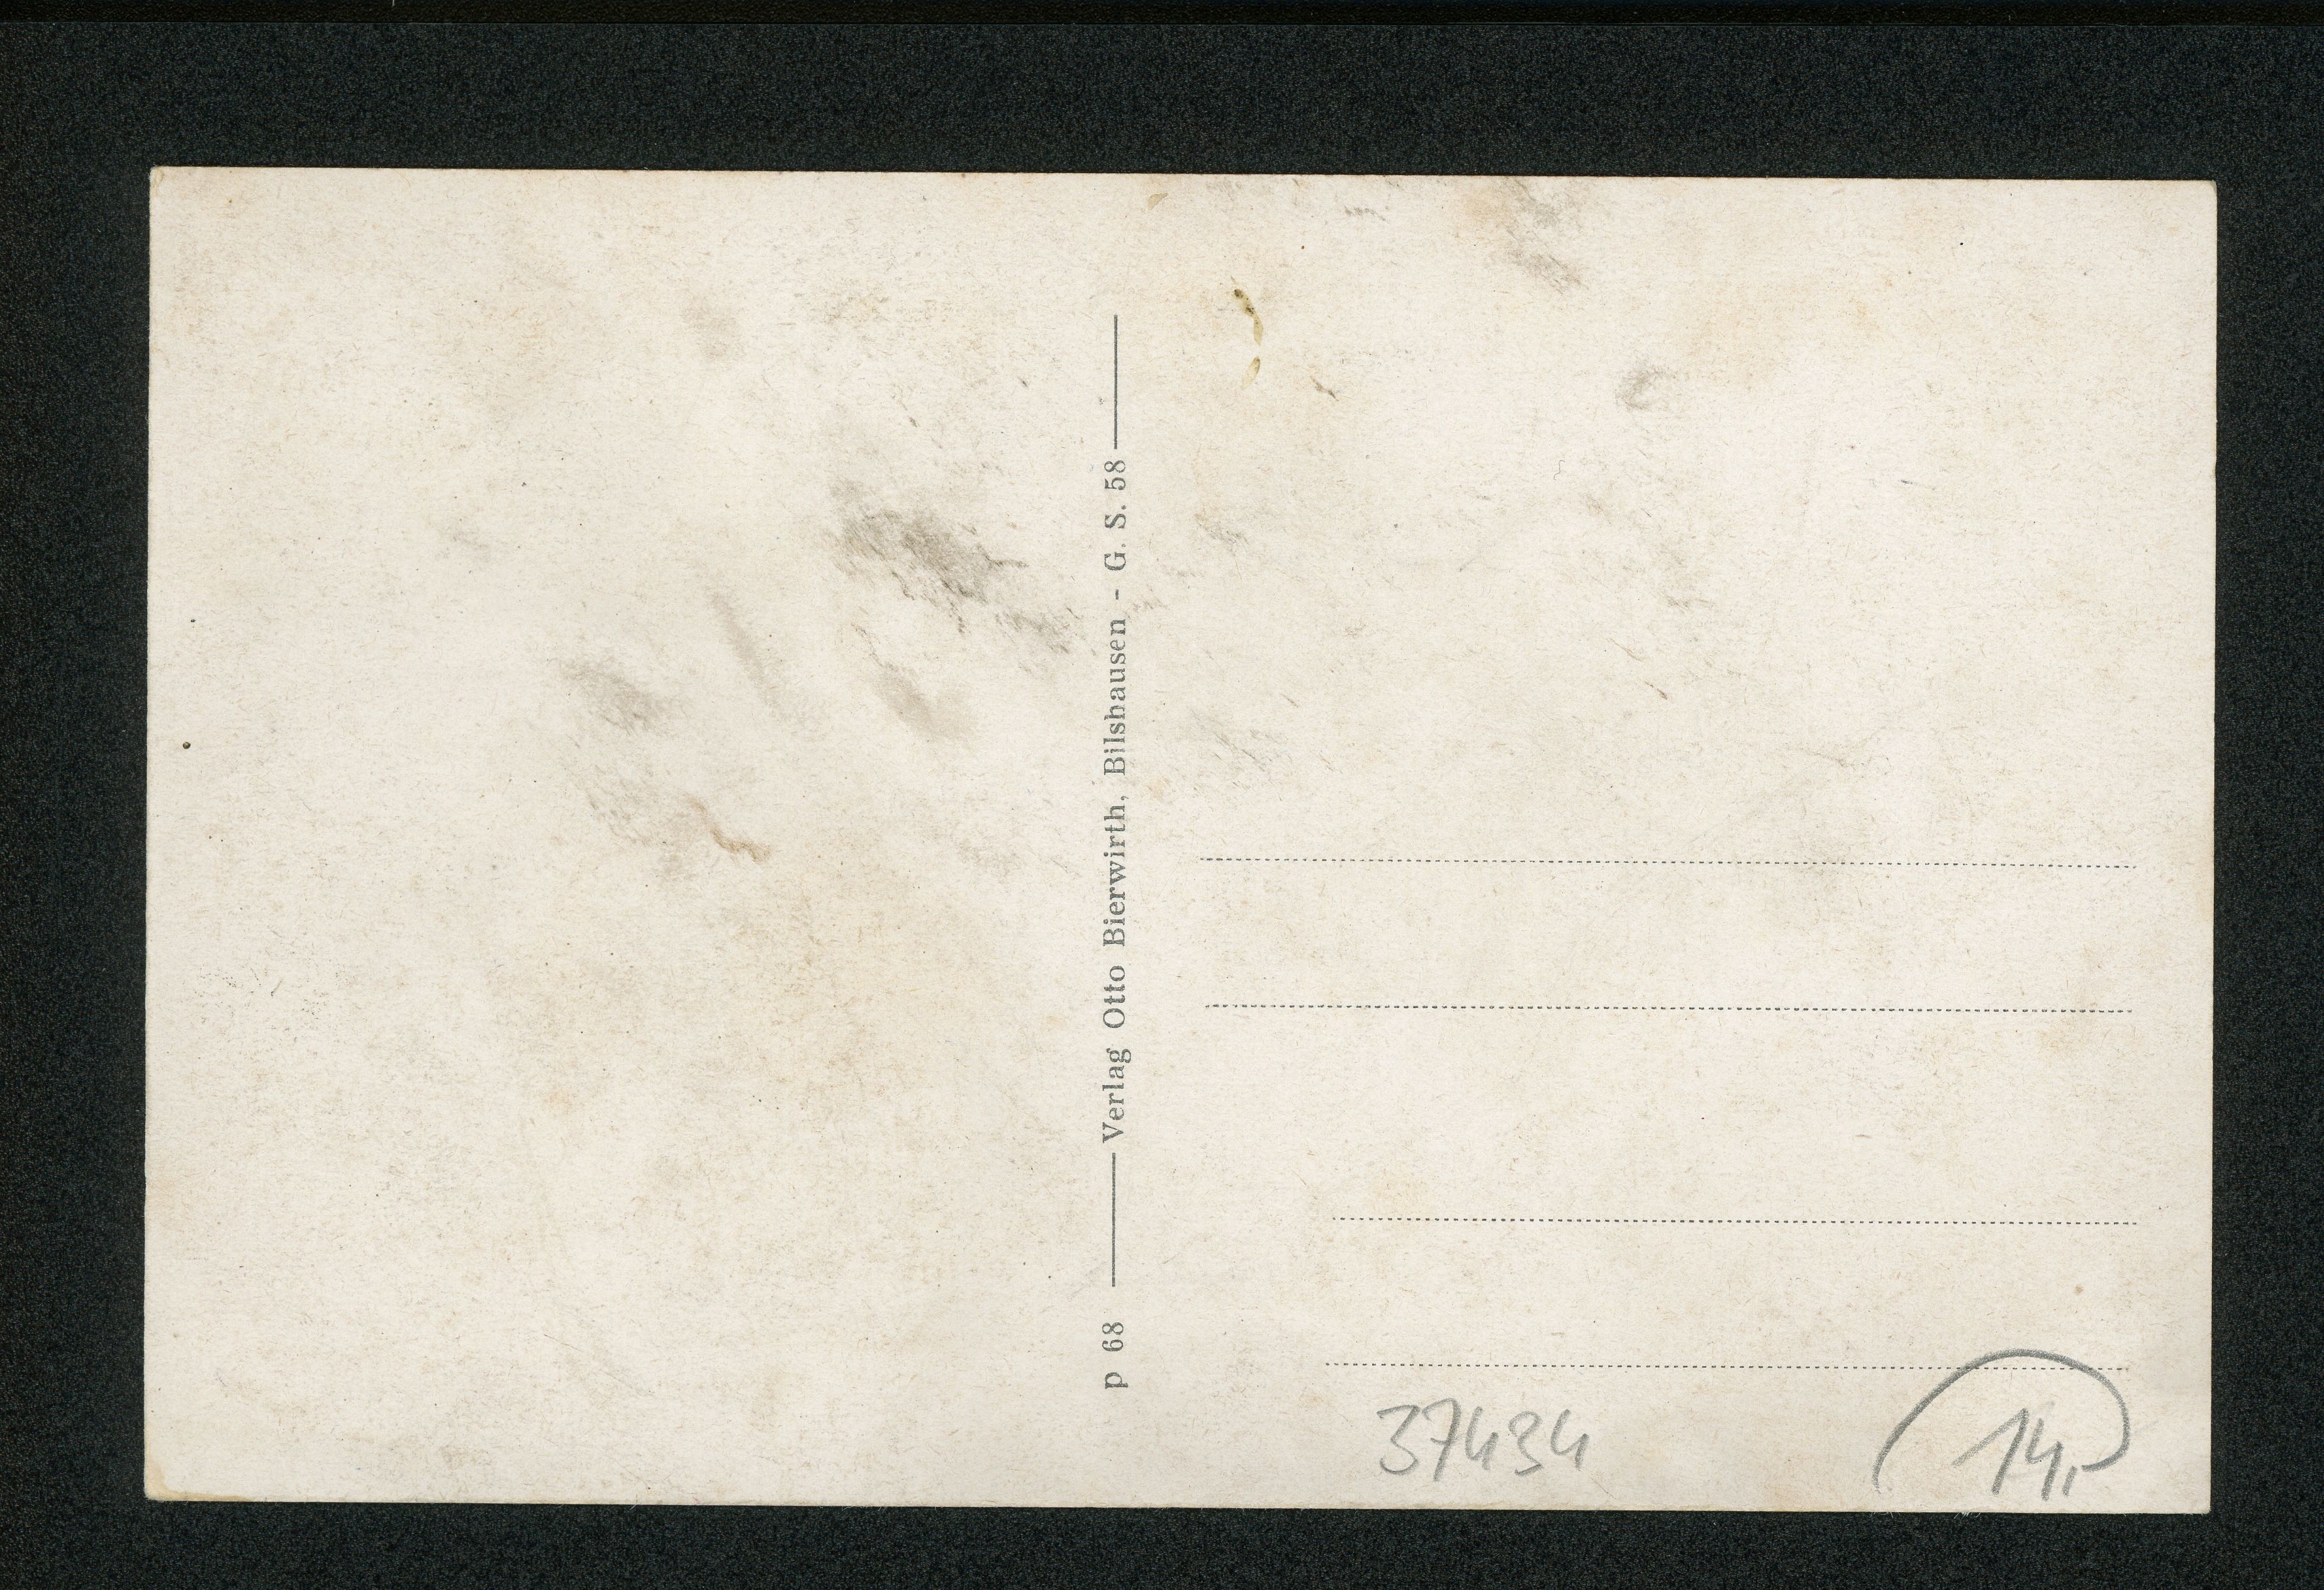 p 68 Verlag Otto Bierwirth, Bilshausen - G. S. 58
37434
14,